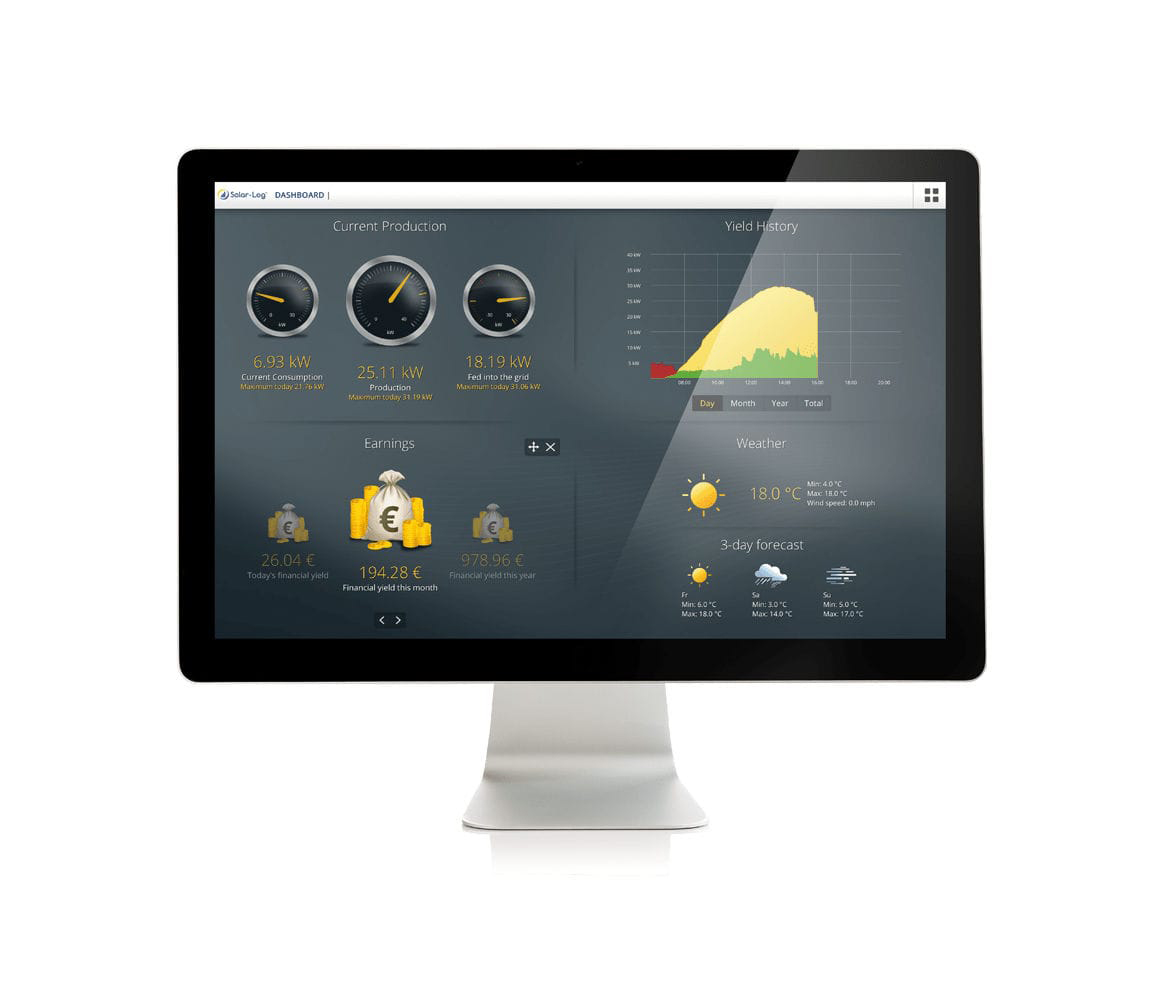 Solar-Log™ DASHBOARD |
Current Production
0 30
kW
0 40
kW
-30 30
kW
6.93 kW
Current Consumption
Maximum today 21.76 kW
25.11 kW
Production
Maximum today 31.19 kW
18.19 kW
Fed into the grid
Maximum today 31.06 kW
Yield History
40 kW
35 kW
30 kW
25 kW
20 kW
15 kW
10 kW
5 kW
08.00 10.00 12.00 14.00 16.00 18.00 20.00
Day Month Year Total
Earnings
€
26.04 €
Today's financial yield
€
194.28 €
Financial yield this month
€
978.96 €
Financial yield this year
Weather
18.0 °C
Min: 4.0 °C
Max: 18.0 °C
Wind speed: 0.0 mph
3-day forecast
Fr
Min: 6.0 °C
Max: 18.0 °C
Sa
Min: 3.0 °C
Max: 14.0 °C
Su
Min: 5.0 °C
Max: 17.0 °C